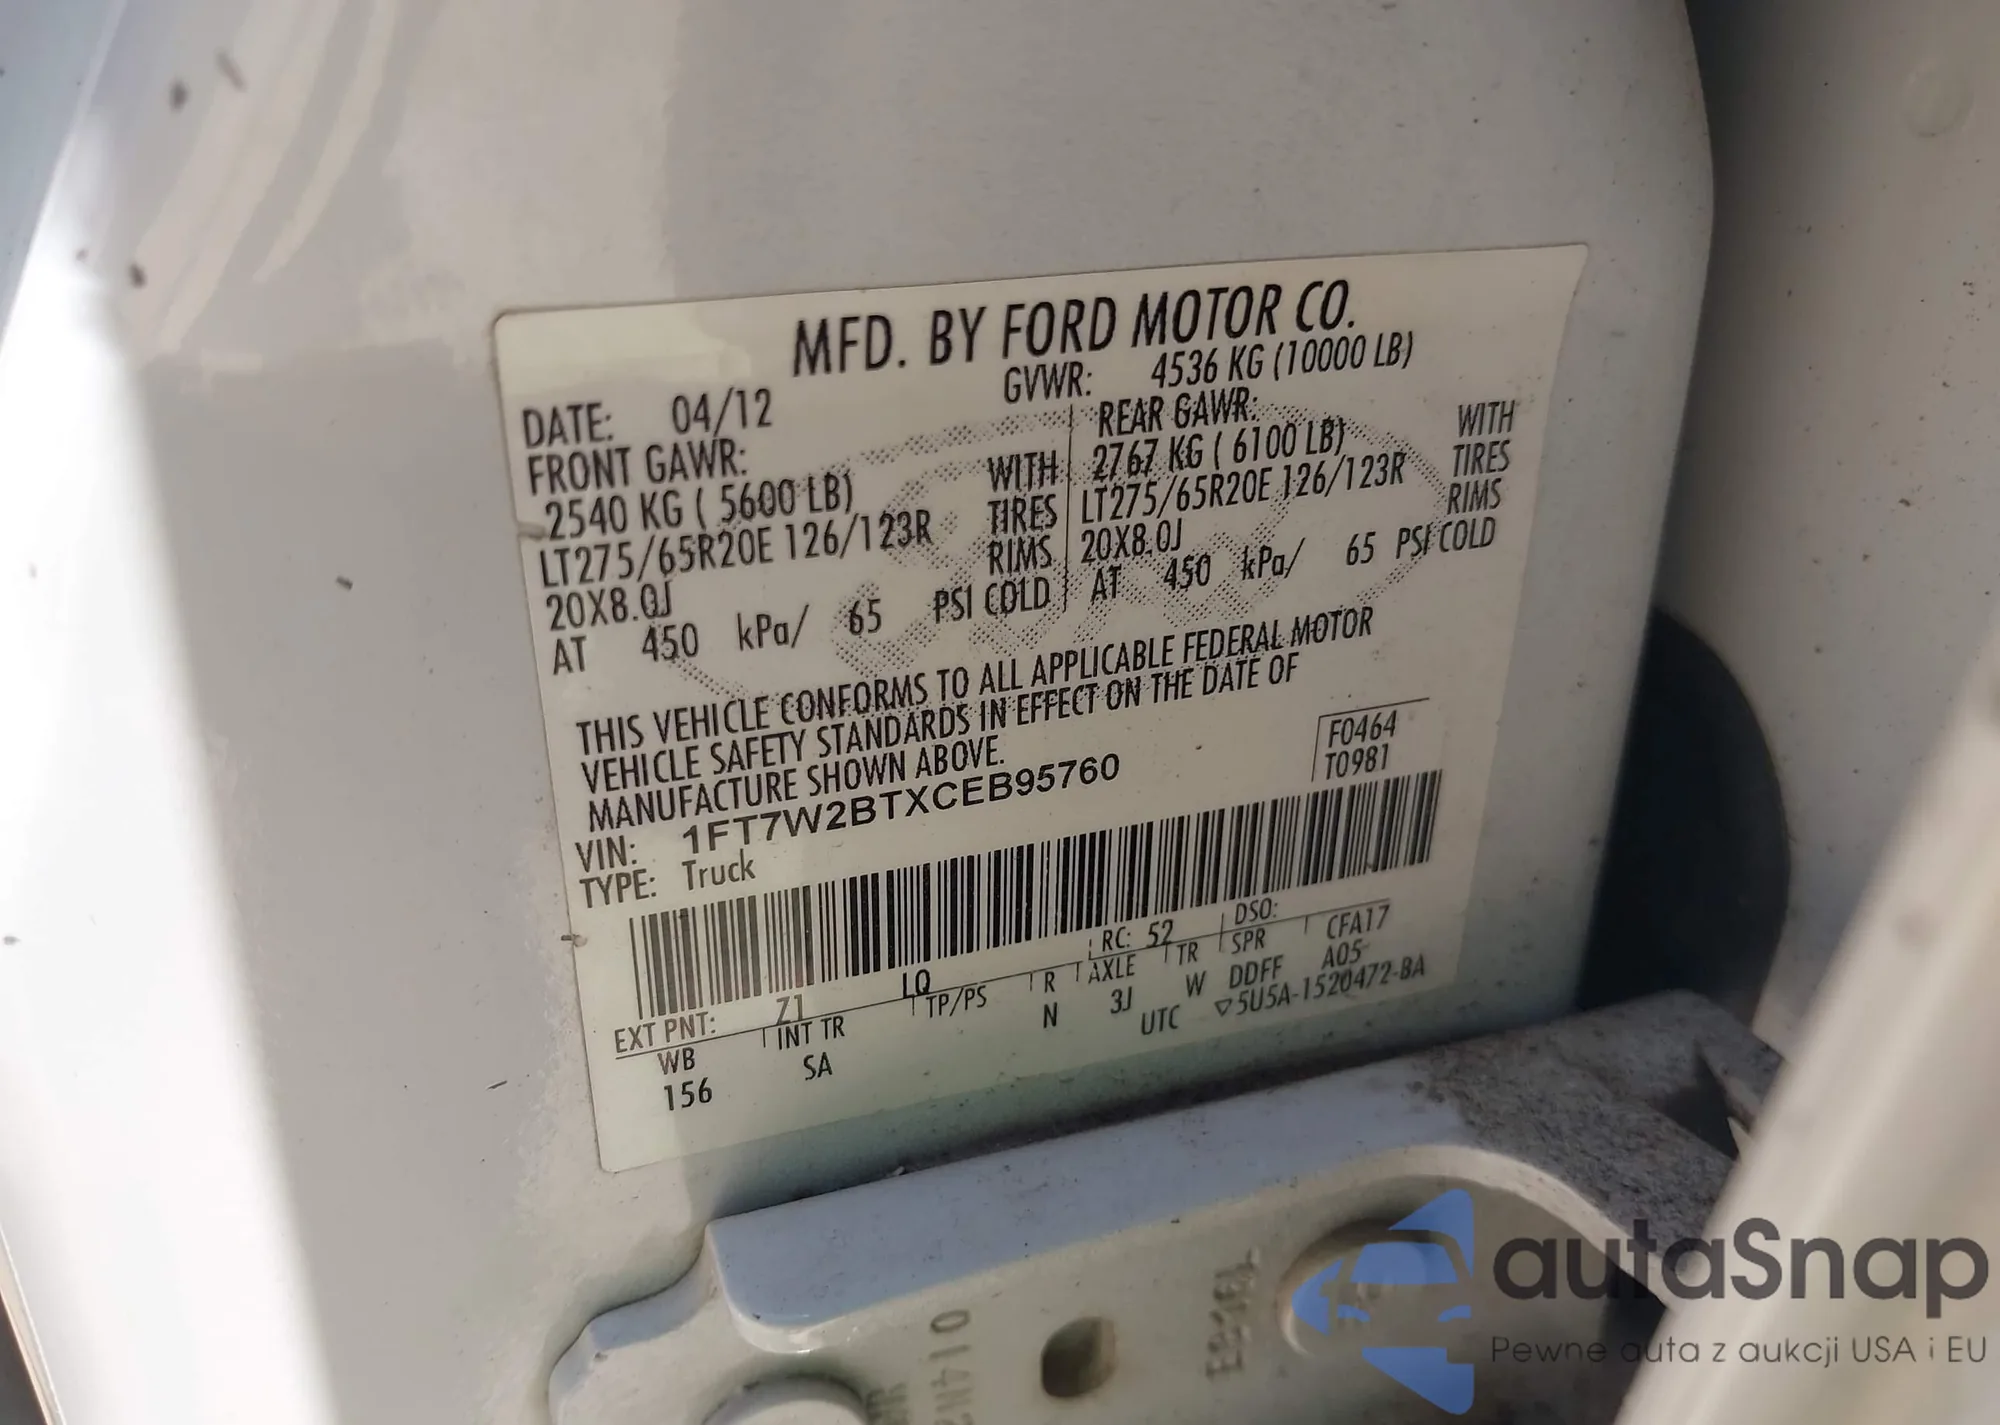 MFD. BY FORD MOTOR CO.
DATE: 04/12 GVWR: 4536 KG (10000 LB)
FRONT GAWR: REAR GAWR:
2540 KG ( 5600 LB) WITH 2767 KG ( 6100 LB) WITH
LT275/65R20E 126/123R TIRES LT275/65R20E 126/123R TIRES
20X8.0J RIMS 20X8.0J RIMS
AT 450 kPa/ 65 PSI COLD AT 450 kPa/ 65 PSI COLD
THIS VEHICLE CONFORMS TO ALL APPLICABLE FEDERAL MOTOR
VEHICLE SAFETY STANDARDS IN EFFECT ON THE DATE OF
MANUFACTURE SHOWN ABOVE.
F0464
VIN: 1FT7W2BTXCEB95760 T0981
TYPE: Truck
EXT PNT: Z1 LQ RC: 52 DSO:
WB INT TR TP/PS R AXLE TR SPR CFA17
156 SA N 3J W DDFF A05
UTC ▽5U5A-1520472-BA
autaSnap
Pewne auta z aukcji USA i EU